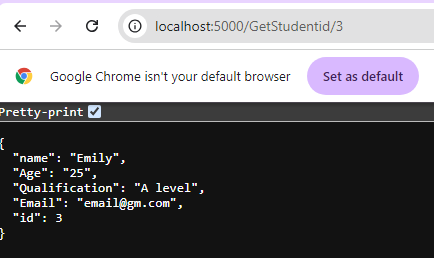 localhost:5000/GetStudentid/3
Google Chrome isn't your default browser Set as default
Pretty-print
{
"name": "Emily",
"Age": "25",
"Qualification": "A level",
"Email": "email@gm.com",
"id": 3
}